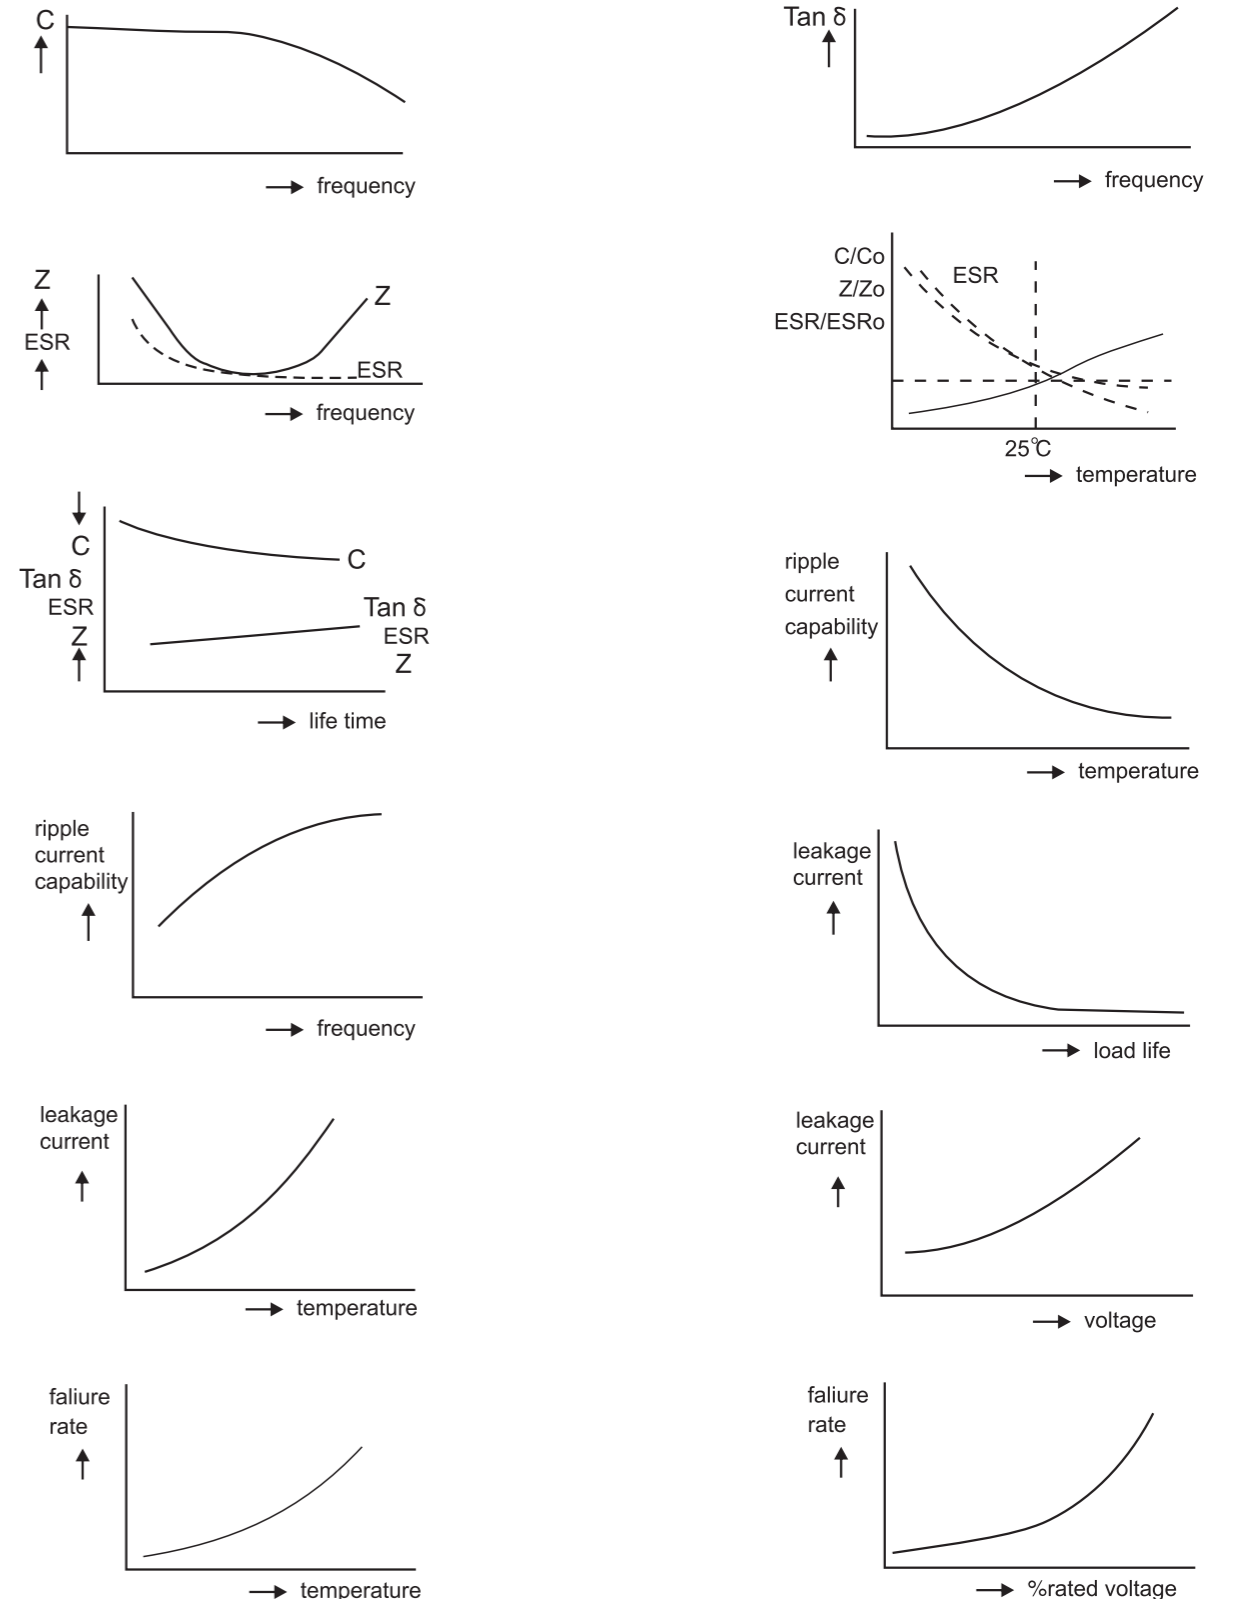 C
frequency
Tan δ
frequency
Z
ESR
Z
ESR
frequency
C/Co
Z/Zo
ESR/ESRo
ESR
25°C
temperature
C
Tan δ
ESR
Z
C
Tan δ
ESR
Z
life time
ripple
current
capability
temperature
ripple
current
capability
frequency
leakage
current
load life
leakage
current
temperature
leakage
current
voltage
faliure
rate
temperature
faliure
rate
%rated voltage